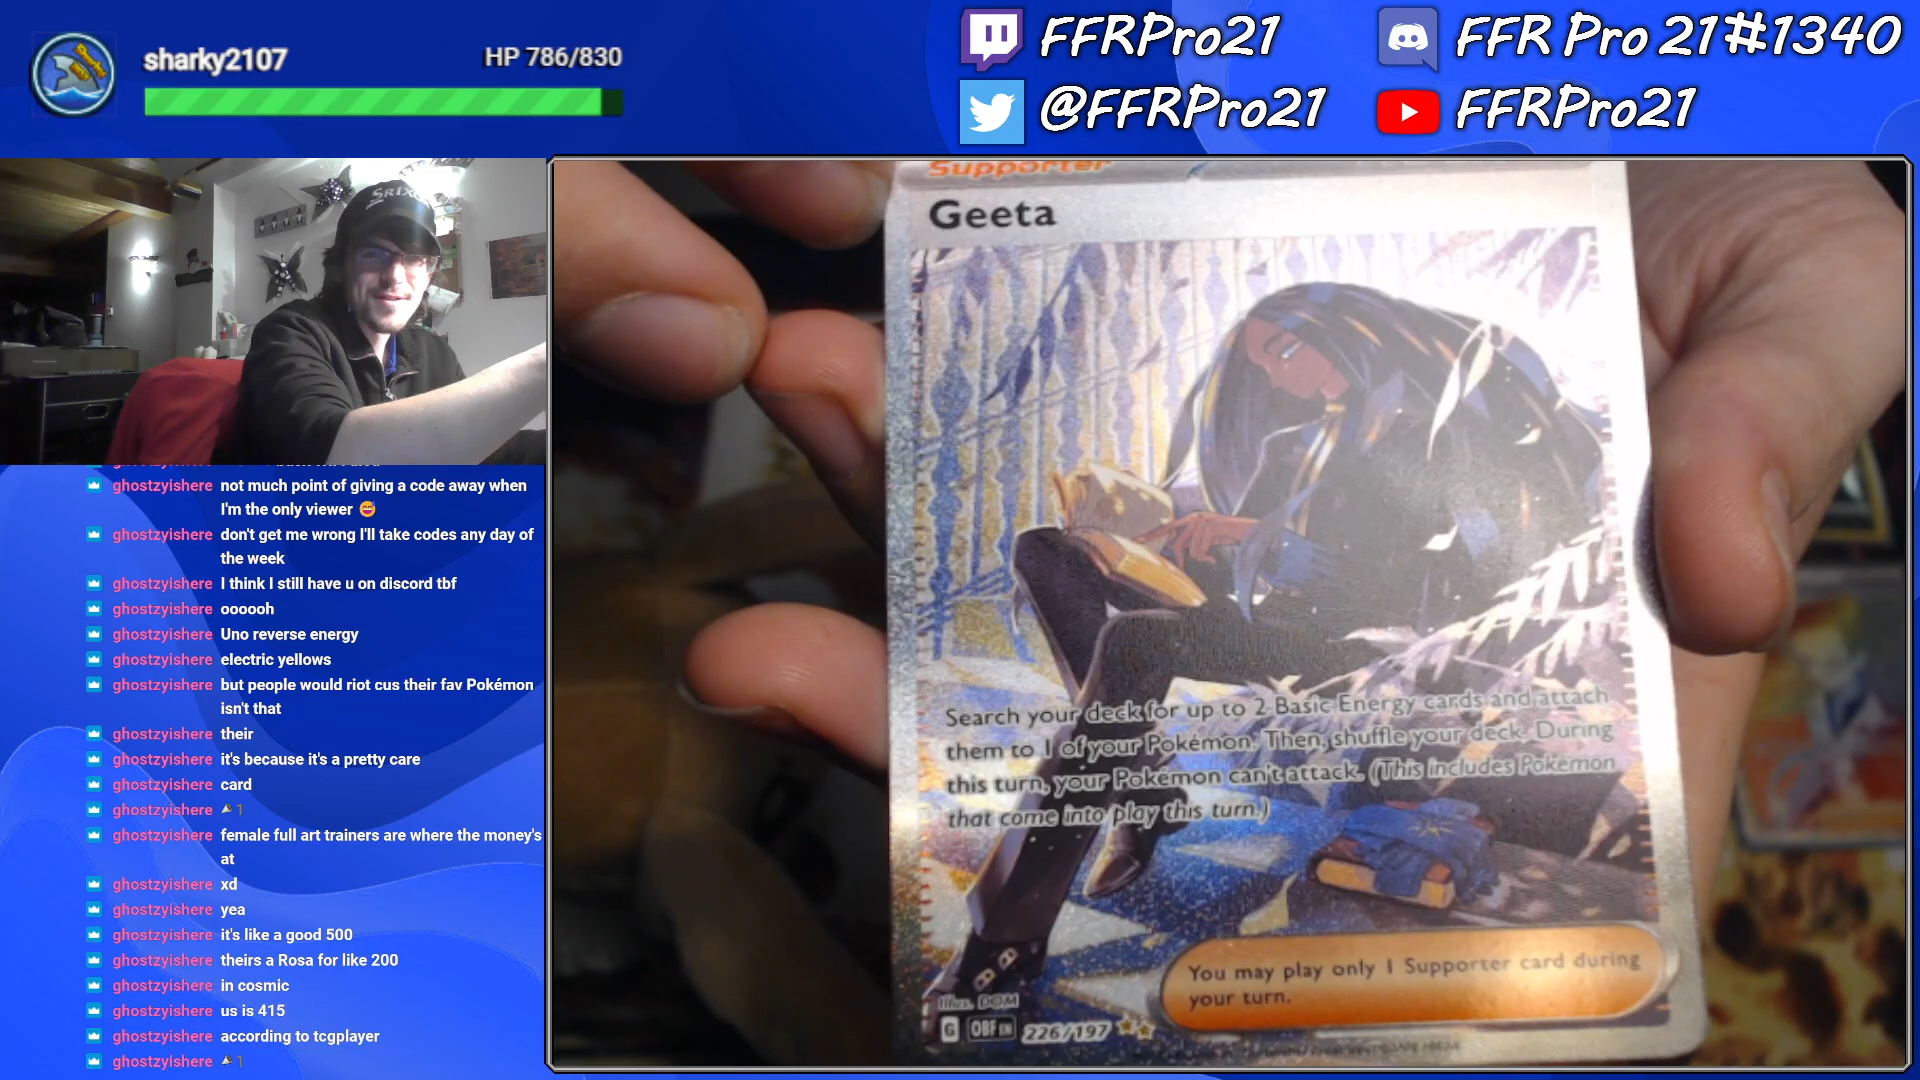 sharky2107
HP 786/830
FFRPro21
FFR Pro 21#1340
@FFRPro21
FFRPro21
SRIX
ghostzyishere not much point of giving a code away when
I'm the only viewer 😅
ghostzyishere don't get me wrong I'll take codes any day of
the week
ghostzyishere I think I still have u on discord tbf
ghostzyishere oooooh
ghostzyishere Uno reverse energy
ghostzyishere electric yellows
ghostzyishere but people would riot cus their fav Pokémon
isn't that
ghostzyishere their
ghostzyishere it's because it's a pretty care
ghostzyishere card
ghostzyishere 1
ghostzyishere female full art trainers are where the money's
at
ghostzyishere xd
ghostzyishere yea
ghostzyishere it's like a good 500
ghostzyishere theirs a Rosa for like 200
ghostzyishere in cosmic
ghostzyishere us is 415
ghostzyishere according to tcgplayer
ghostzyishere 1
Supporter
Geeta
Search your deck for up to 2 Basic Energy cards and attach
them to 1 of your Pokémon. Then, shuffle your deck. During
this turn, your Pokémon can't attack. (This includes Pokémon
that come into play this turn.)
You may play only 1 Supporter card during
your turn.
Illus. DOM
G OBF EN 226/197